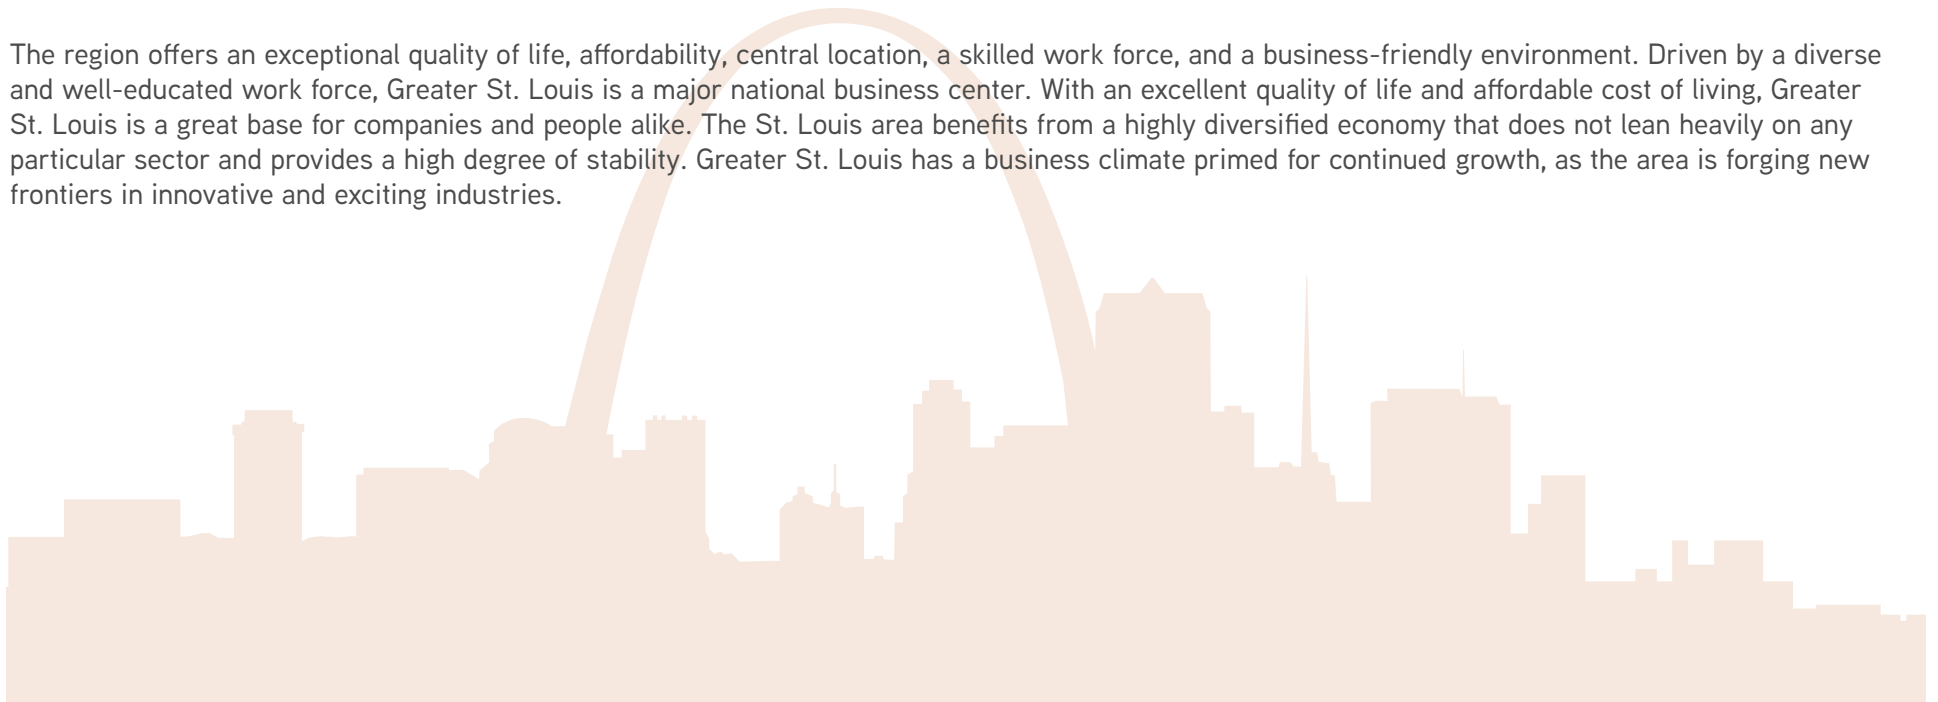 The region offers an exceptional quality of life, affordability, central location, a skilled work force, and a business-friendly environment. Driven by a diverse
and well-educated work force, Greater St. Louis is a major national business center. With an excellent quality of life and affordable cost of living, Greater
St. Louis is a great base for companies and people alike. The St. Louis area benefits from a highly diversified economy that does not lean heavily on any
particular sector and provides a high degree of stability. Greater St. Louis has a business climate primed for continued growth, as the area is forging new
frontiers in innovative and exciting industries.